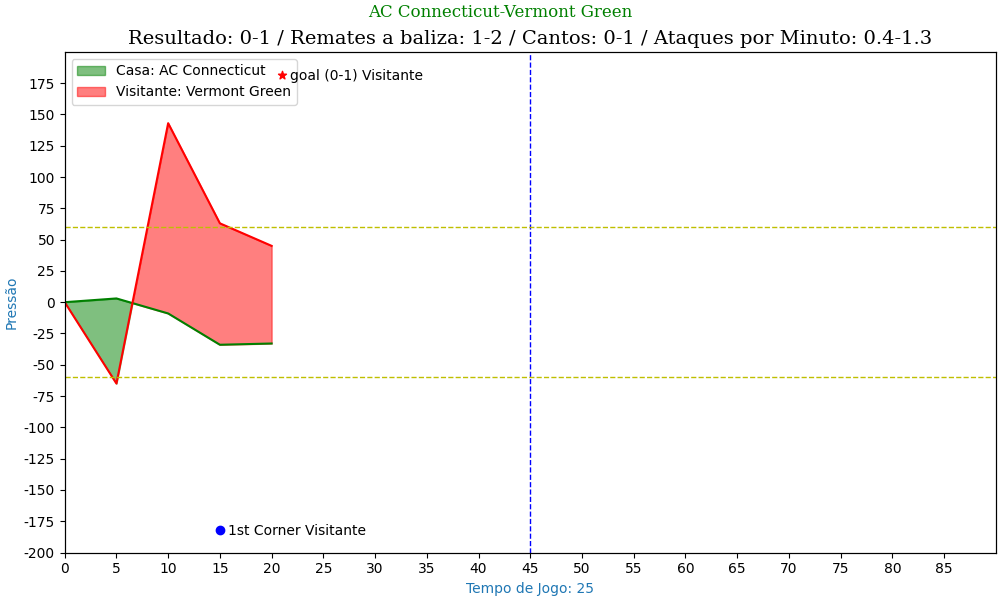 AC Connecticut-Vermont Green
Resultado: 0-1 / Remates a baliza: 1-2 / Cantos: 0-1 / Ataques por Minuto: 0.4-1.3
Casa: AC Connecticut
Visitante: Vermont Green
goal (0-1) Visitante
175
150
125
100
75
50
25
0
-25
-50
-75
-100
-125
-150
-175
-200
Pressão
1st Corner Visitante
0 5 10 15 20 25 30 35 40 45 50 55 60 65 70 75 80 85
Tempo de Jogo: 25